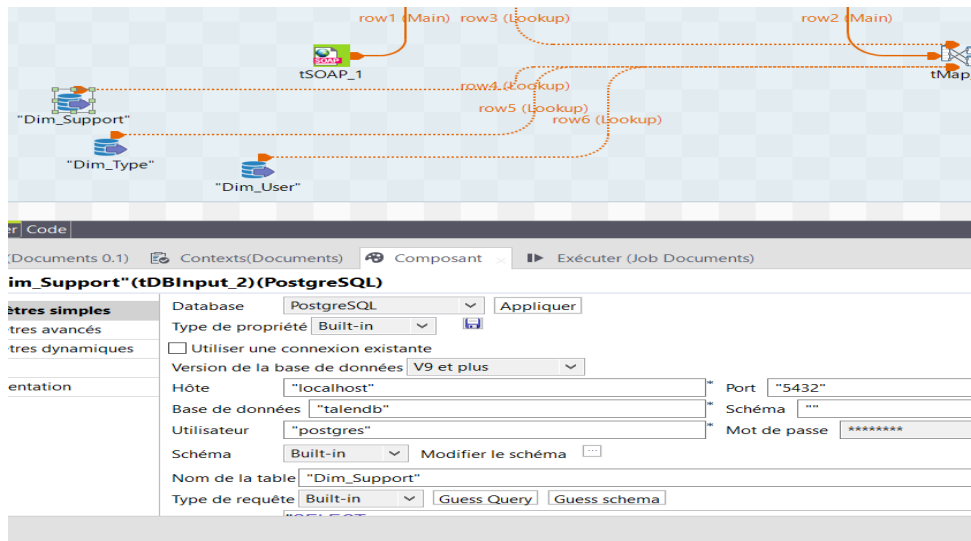 row1 (Main) row3 (Lookup) row2 (Main)
tSOAP_1
tMap
row4 (Lookup)
"Dim_Support"
row5 (Lookup)
row6 (Lookup)
"Dim_Type"
"Dim_User"
er Code
(Documents 0.1) Contexts(Documents) Composant Exécuter (Job Documents)
im_Support"(tDBInput_2)(PostgreSQL)
ètres simples
tres avancés
tres dynamiques
entation
Database PostgreSQL Appliquer
Type de propriété Built-in
Utiliser une connexion existante
Version de la base de données V9 et plus
Hôte "localhost" * Port "5432"
Base de données "talendb" * Schéma ""
Utilisateur "postgres" * Mot de passe ********
Schéma Built-in Modifier le schéma ...
Nom de la table "Dim_Support"
Type de requête Built-in Guess Query Guess schema